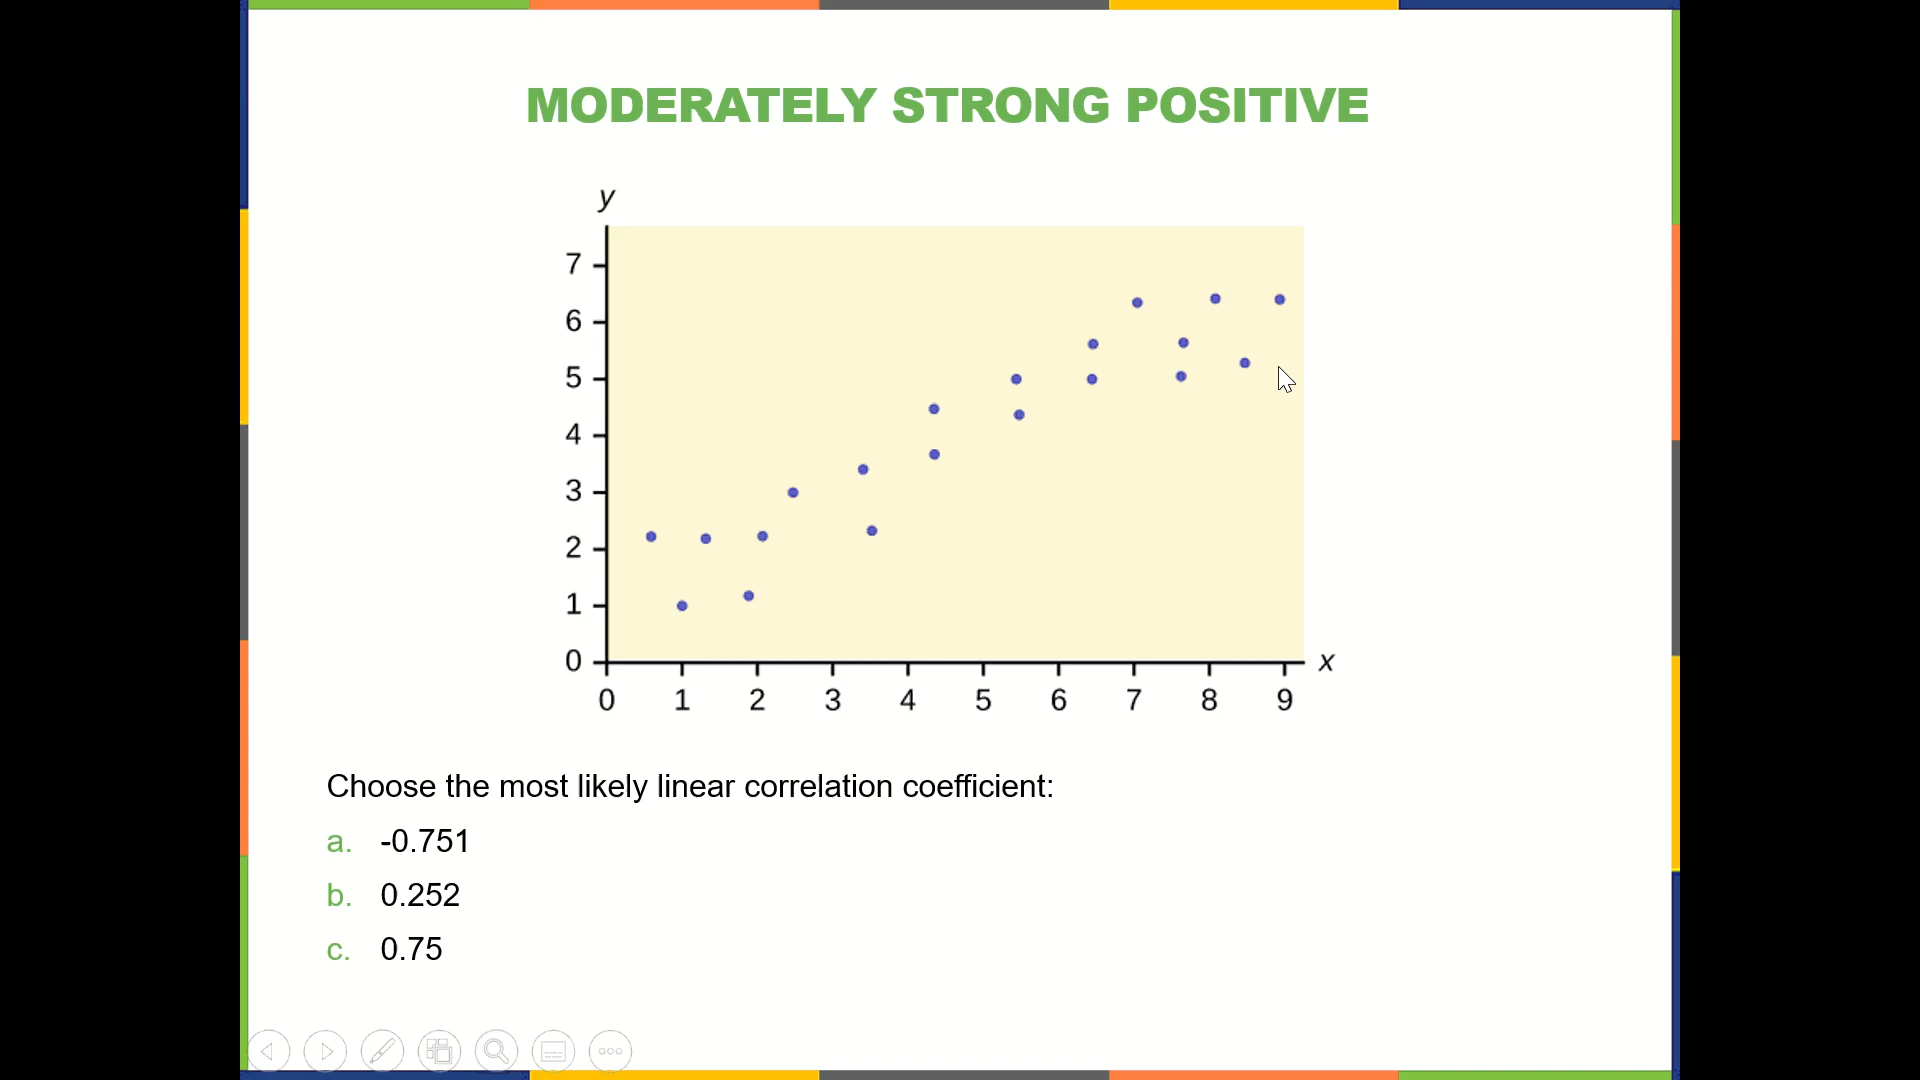 MODERATELY STRONG POSITIVE
y
7
6
5
4
3
2
1
0
x
0 1 2 3 4 5 6 7 8 9
Choose the most likely linear correlation coefficient:
a. -0.751
b. 0.252
c. 0.75